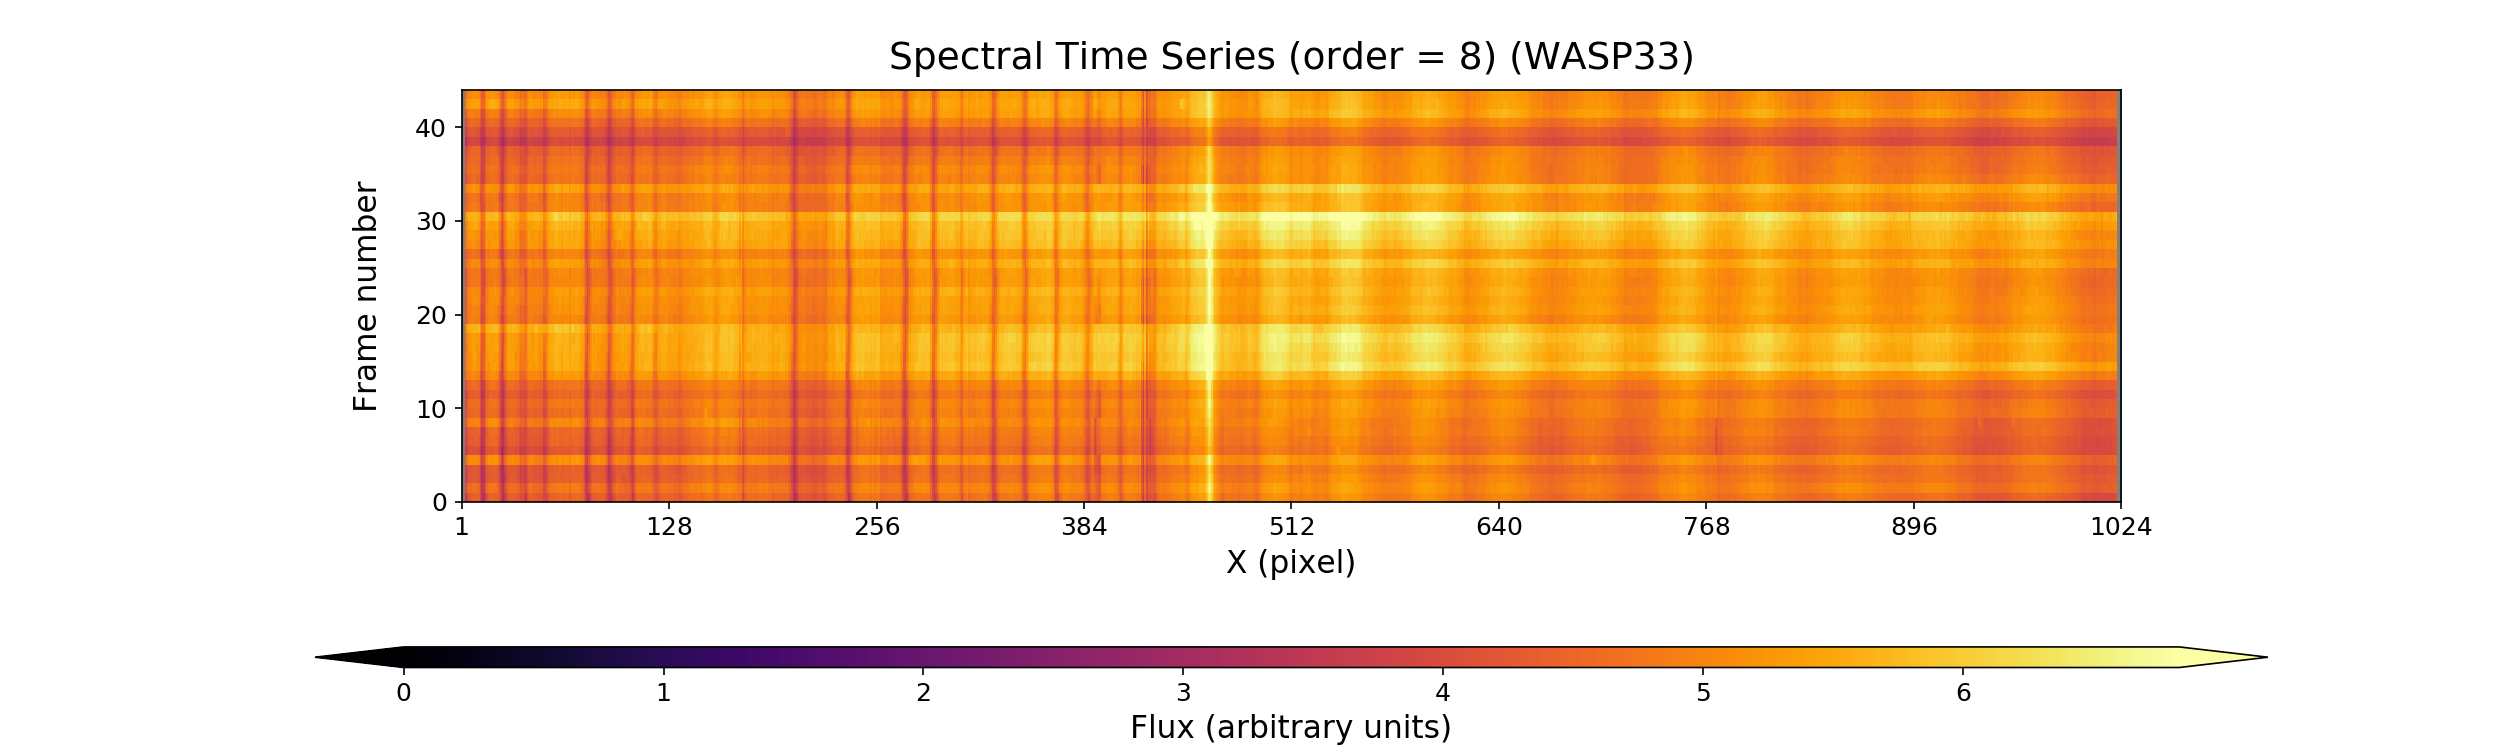 Spectral Time Series (order = 8) (WASP33)
Frame number
40
30
20
10
0
1 128 256 384 512 640 768 896 1024
X (pixel)
0 1 2 3 4 5 6
Flux (arbitrary units)